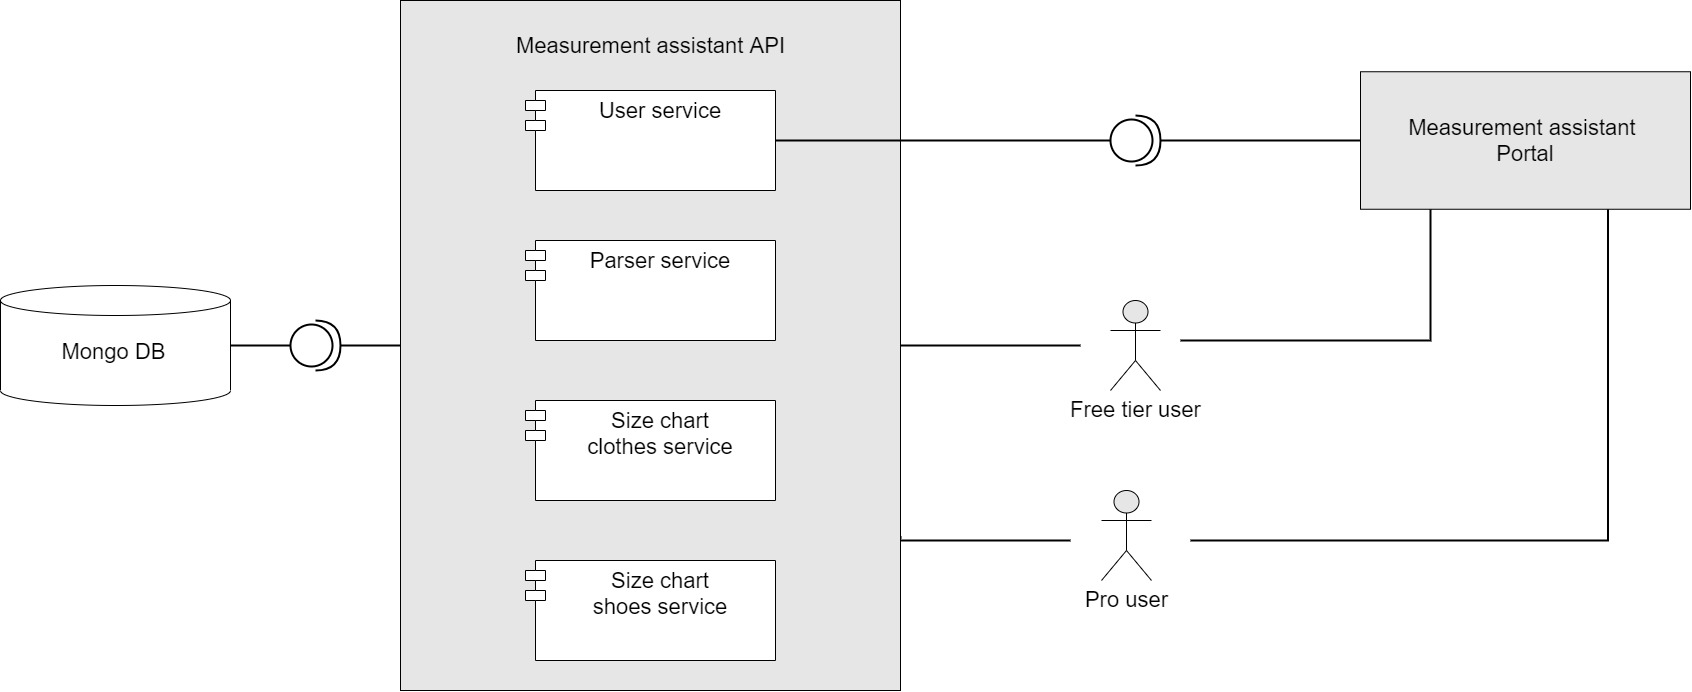 Measurement assistant API
User service
Measurement assistant
Portal
Parser service
Mongo DB
Free tier user
Size chart
clothes service
Size chart
shoes service
Pro user